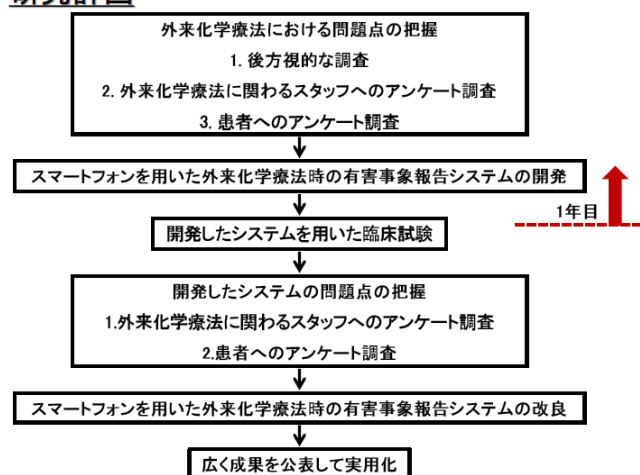 研究計画
外来化学療法における問題点の把握
1. 後方視的な調査
2. 外来化学療法に関わるスタッフへのアンケート調査
3. 患者へのアンケート調査
スマートフォンを用いた外来化学療法時の有害事象報告システムの開発
1年目
開発したシステムを用いた臨床試験
開発したシステムの問題点の把握
1.外来化学療法に関わるスタッフへのアンケート調査
2.患者へのアンケート調査
スマートフォンを用いた外来化学療法時の有害事象報告システムの改良
広く成果を公表して実用化